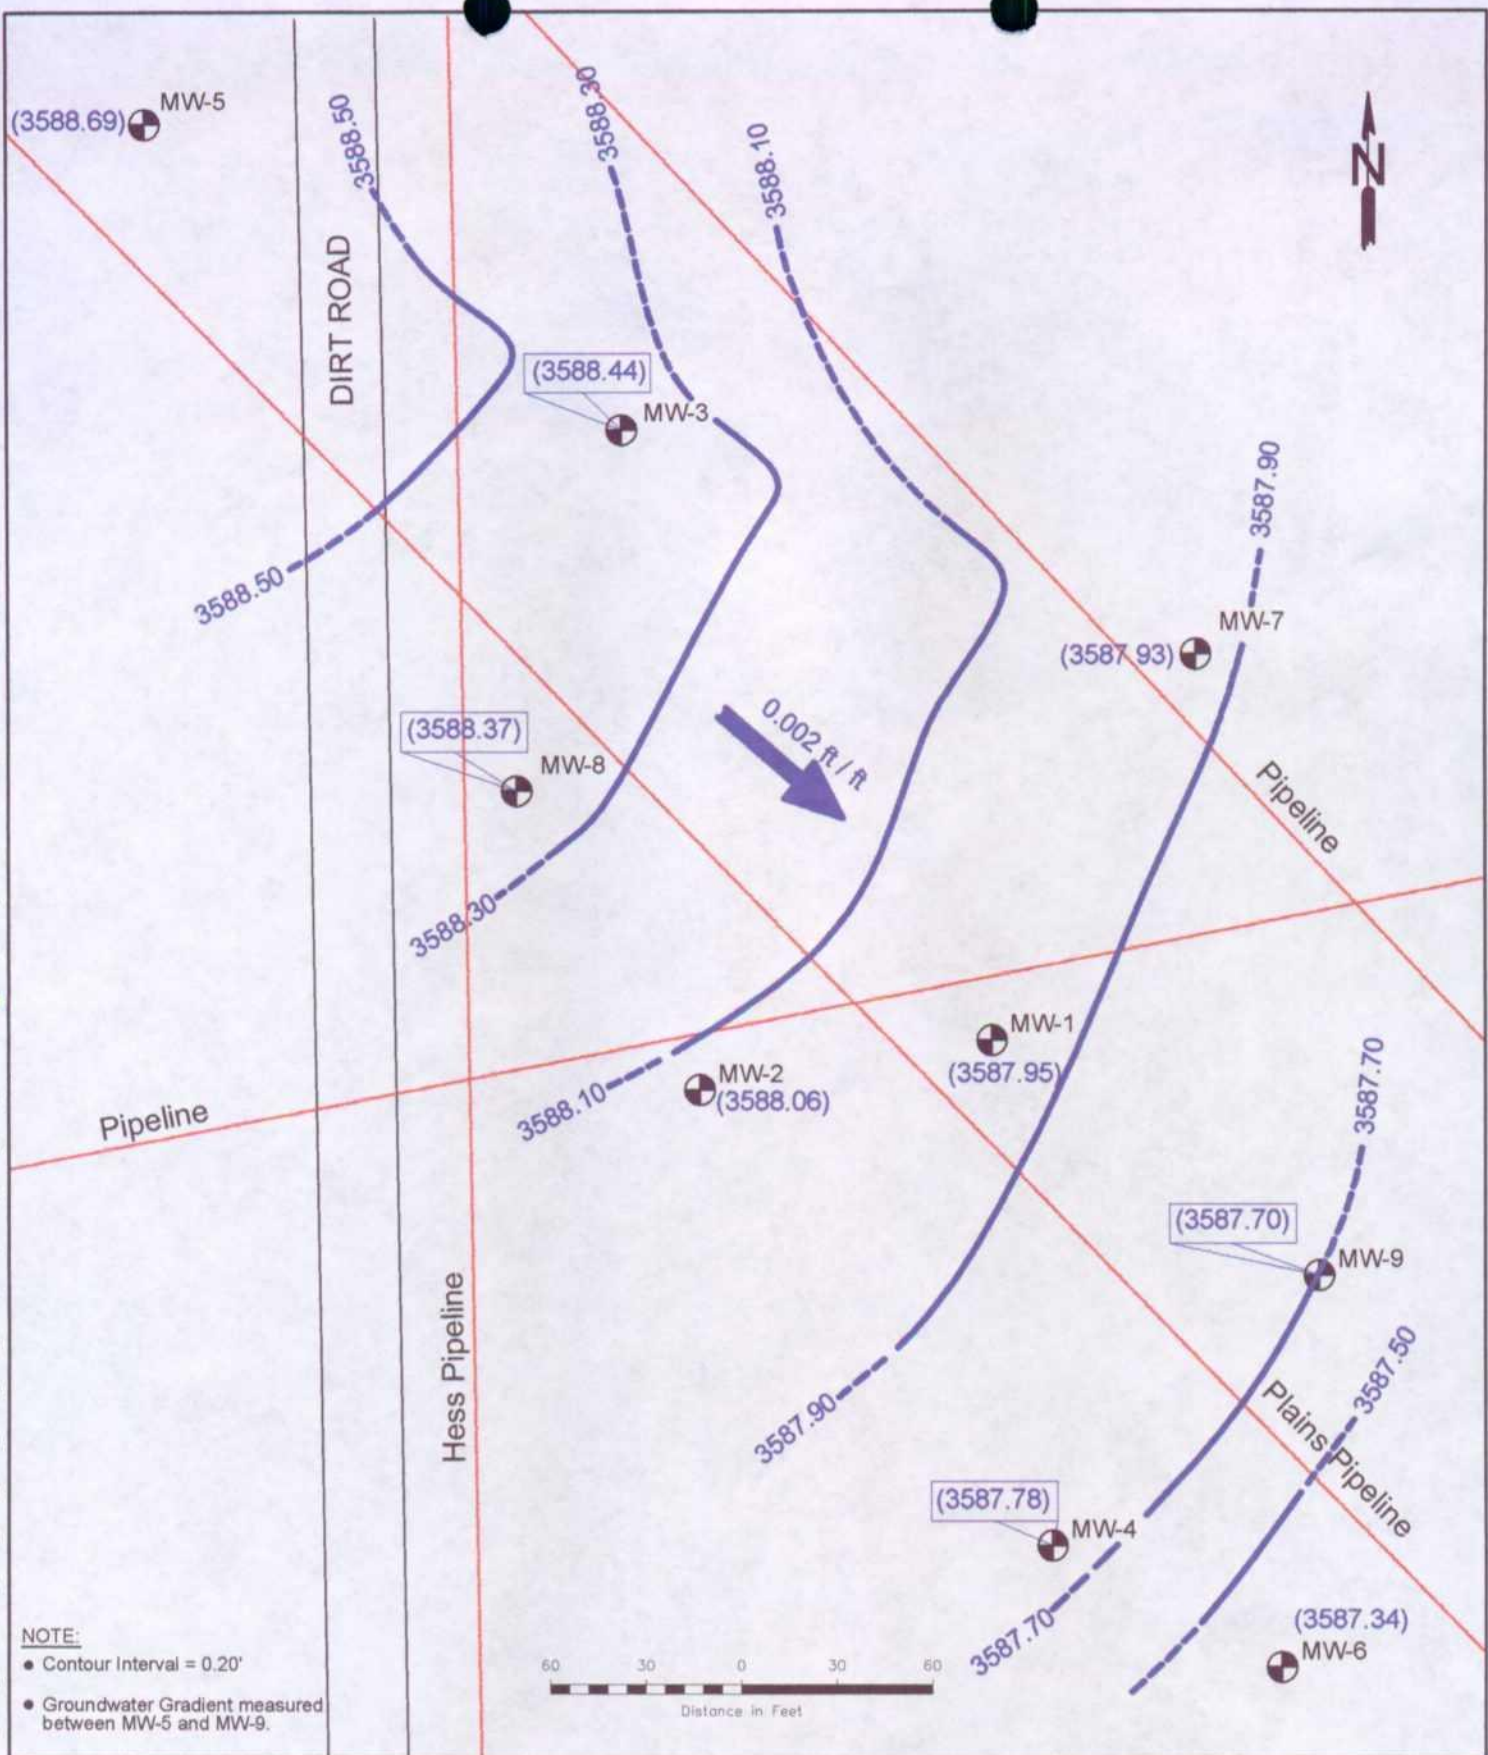 MW-5
(3588.69)
3588.50
3588.30
3588.10
N
DIRT ROAD
(3588.44)
MW-3
3587.90
3588.50
MW-7
(3587.93)
0.002 ft / ft
(3588.37)
MW-8
Pipeline
3588.30
MW-1
(3587.95)
MW-2
(3588.06)
3588.10
Pipeline
3587.70
(3587.70)
MW-9
Hess Pipeline
3587.50
3587.90
Plains Pipeline
(3587.78)
MW-4
3587.70
(3587.34)
MW-6
NOTE:
● Contour Interval = 0.20'
● Groundwater Gradient measured
between MW-5 and MW-9.
60 30 0 30 60
Distance in Feet